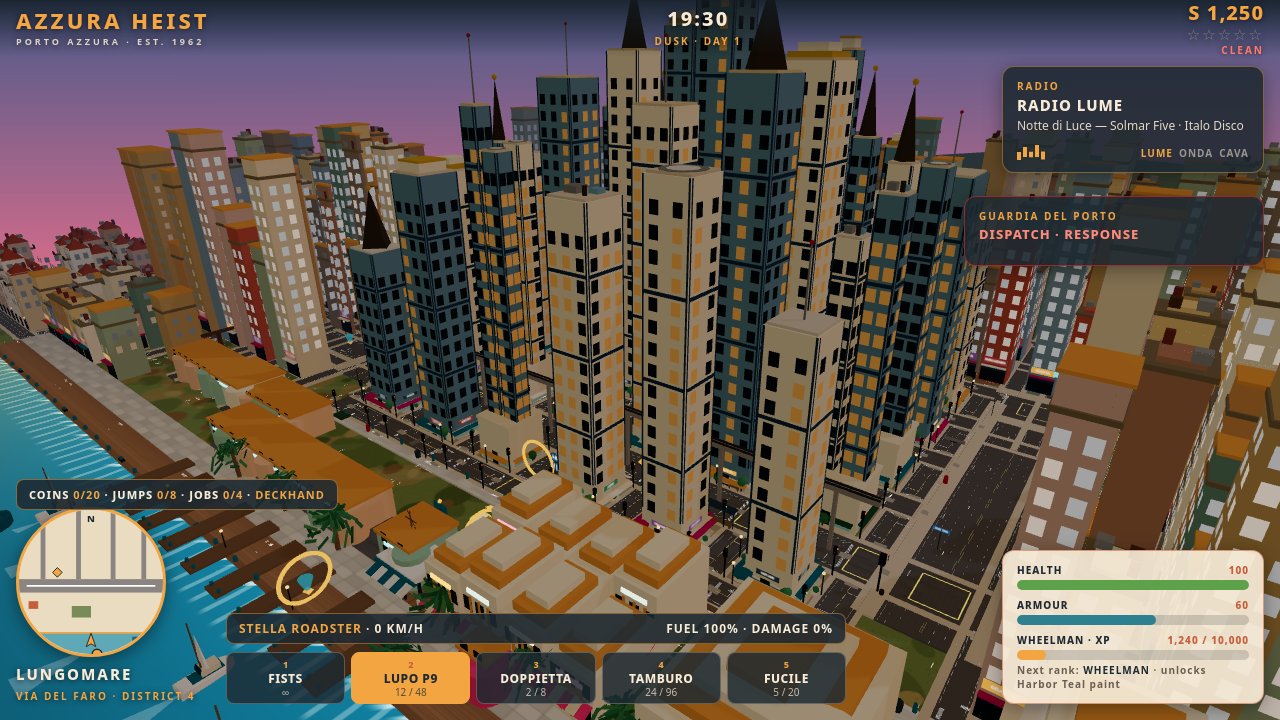 AZZURA HEIST
PORTO AZZURA · EST. 1962
19:30
DUSK · DAY 1
S 1,250
☆☆☆☆☆
CLEAN
RADIO
RADIO LUME
Notte di Luce — Solmar Five · Italo Disco
LUME ONDA CAVA
GUARDIA DEL PORTO
DISPATCH · RESPONSE
COINS 0/20 · JUMPS 0/8 · JOBS 0/4 · DECKHAND
N
LUNGOMARE
VIA DEL FARO · DISTRICT 4
STELLA ROADSTER · 0 KM/H
FUEL 100% · DAMAGE 0%
1
FISTS
∞
2
LUPO P9
12 / 48
3
DOPPIETTA
2 / 8
4
TAMBURO
24 / 96
5
FUCILE
5 / 20
HEALTH 100
ARMOUR 60
WHEELMAN · XP 1,240 / 10,000
Next rank: WHEELMAN · unlocks
Harbor Teal paint